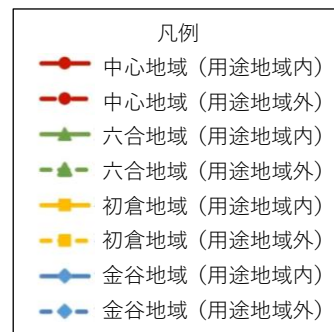 凡例
中心地域（用途地域内）
中心地域（用途地域外）
六合地域（用途地域内）
六合地域（用途地域外）
初倉地域（用途地域内）
初倉地域（用途地域外）
金谷地域（用途地域内）
金谷地域（用途地域外）